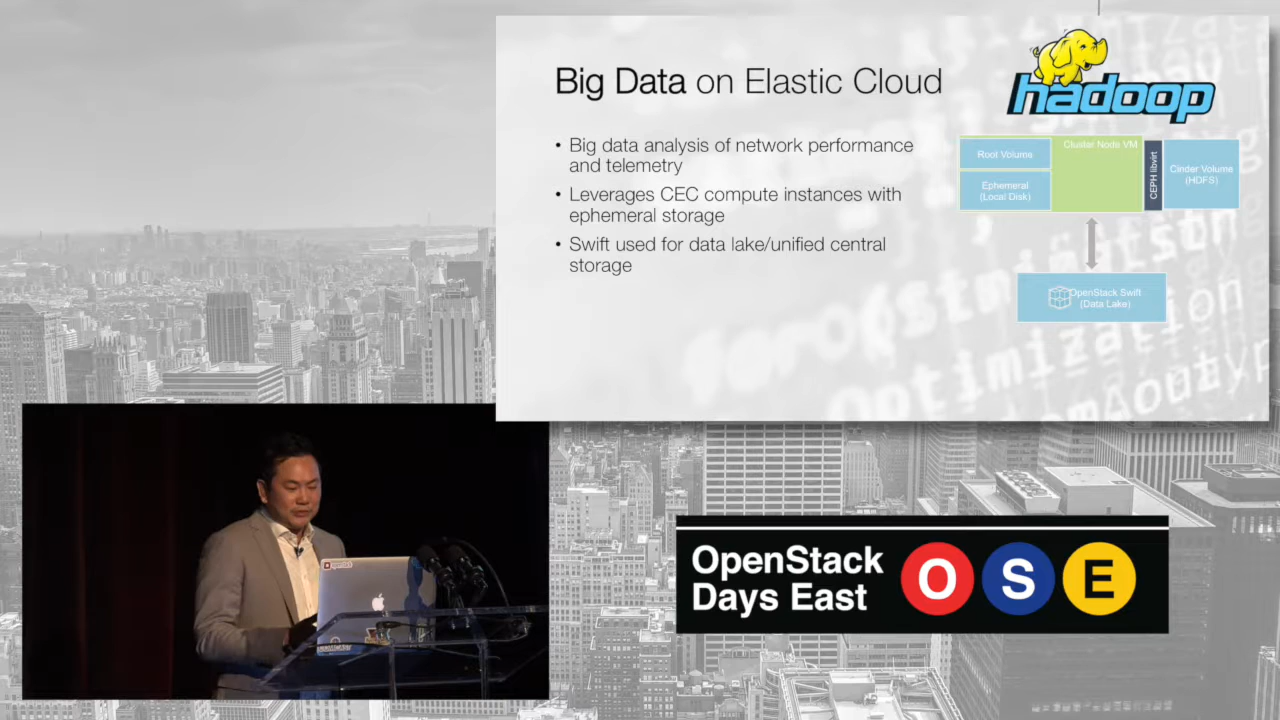 Big Data on Elastic Cloud
hadoop
• Big data analysis of network performance
and telemetry
• Leverages CEC compute instances with
ephemeral storage
• Swift used for data lake/unified central
storage
Root Volume
Ephemeral
(Local Disk)
Cluster Node VM
CEPH libvirt
Cinder Volume
(HDFS)
OpenStack Swift
(Data Lake)
optimization
openstack
OpenStack
Days East
O S E